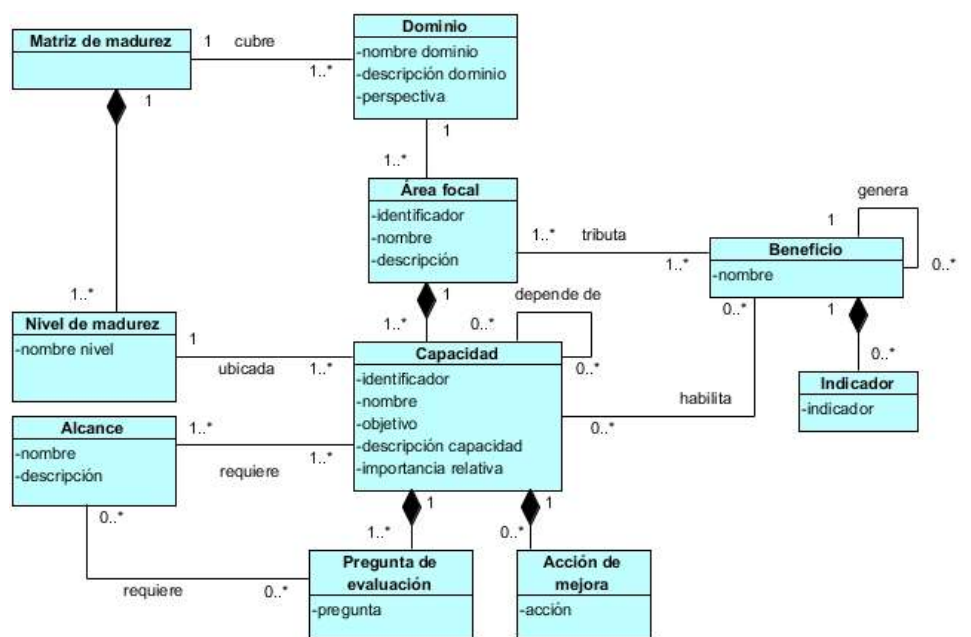 Matriz de madurez
1
cubre
1..*
Dominio
-nombre dominio
-descripción dominio
-perspectiva
1
1
1..*
Área focal
-identificador
-nombre
-descripción
1..*
tributa
1..*
genera
1
0..*
Beneficio
-nombre
1..*
Nivel de madurez
-nombre nivel
1
ubicada
1..*
1
1..*
0..*
depende de
0..*
0..*
1
0..*
Capacidad
-identificador
-nombre
-objetivo
-descripción capacidad
-importancia relativa
habilita
0..*
Indicador
-indicador
Alcance
-nombre
-descripción
1..*
requiere
1..*
0..*
requiere
0..*
1
1..*
1
0..*
Pregunta de
evaluación
-pregunta
Acción de
mejora
-acción